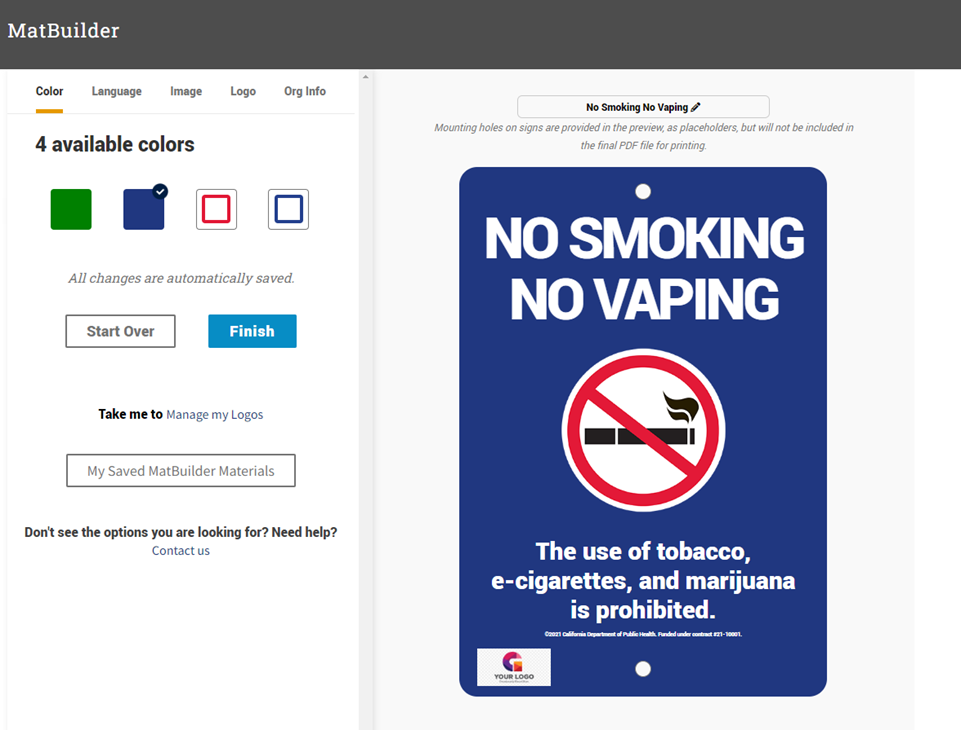 MatBuilder
Color Language Image Logo Org Info
4 available colors
All changes are automatically saved.
Start Over Finish
Take me to Manage my Logos
My Saved MatBuilder Materials
Don't see the options you are looking for? Need help?
Contact us
No Smoking No Vaping
Mounting holes on signs are provided in the preview, as placeholders, but will not be included in
the final PDF file for printing.
NO SMOKING
NO VAPING
The use of tobacco,
e-cigarettes, and marijuana
is prohibited.
©2021 California Department of Public Health. Funded under contract #21-10001.
YOUR LOGO